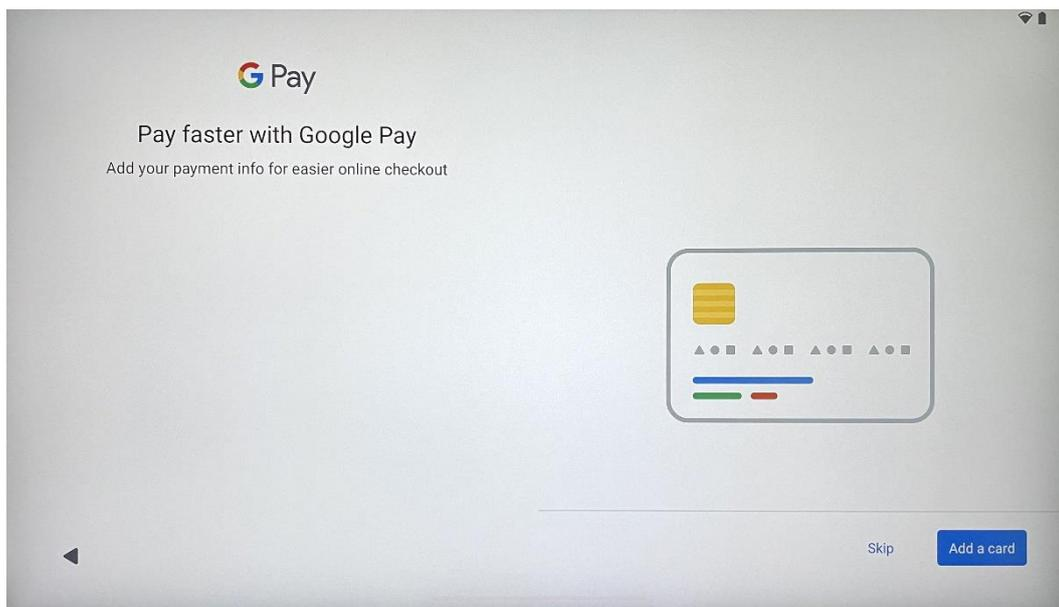 G Pay
Pay faster with Google Pay
Add your payment info for easier online checkout
Skip
Add a card